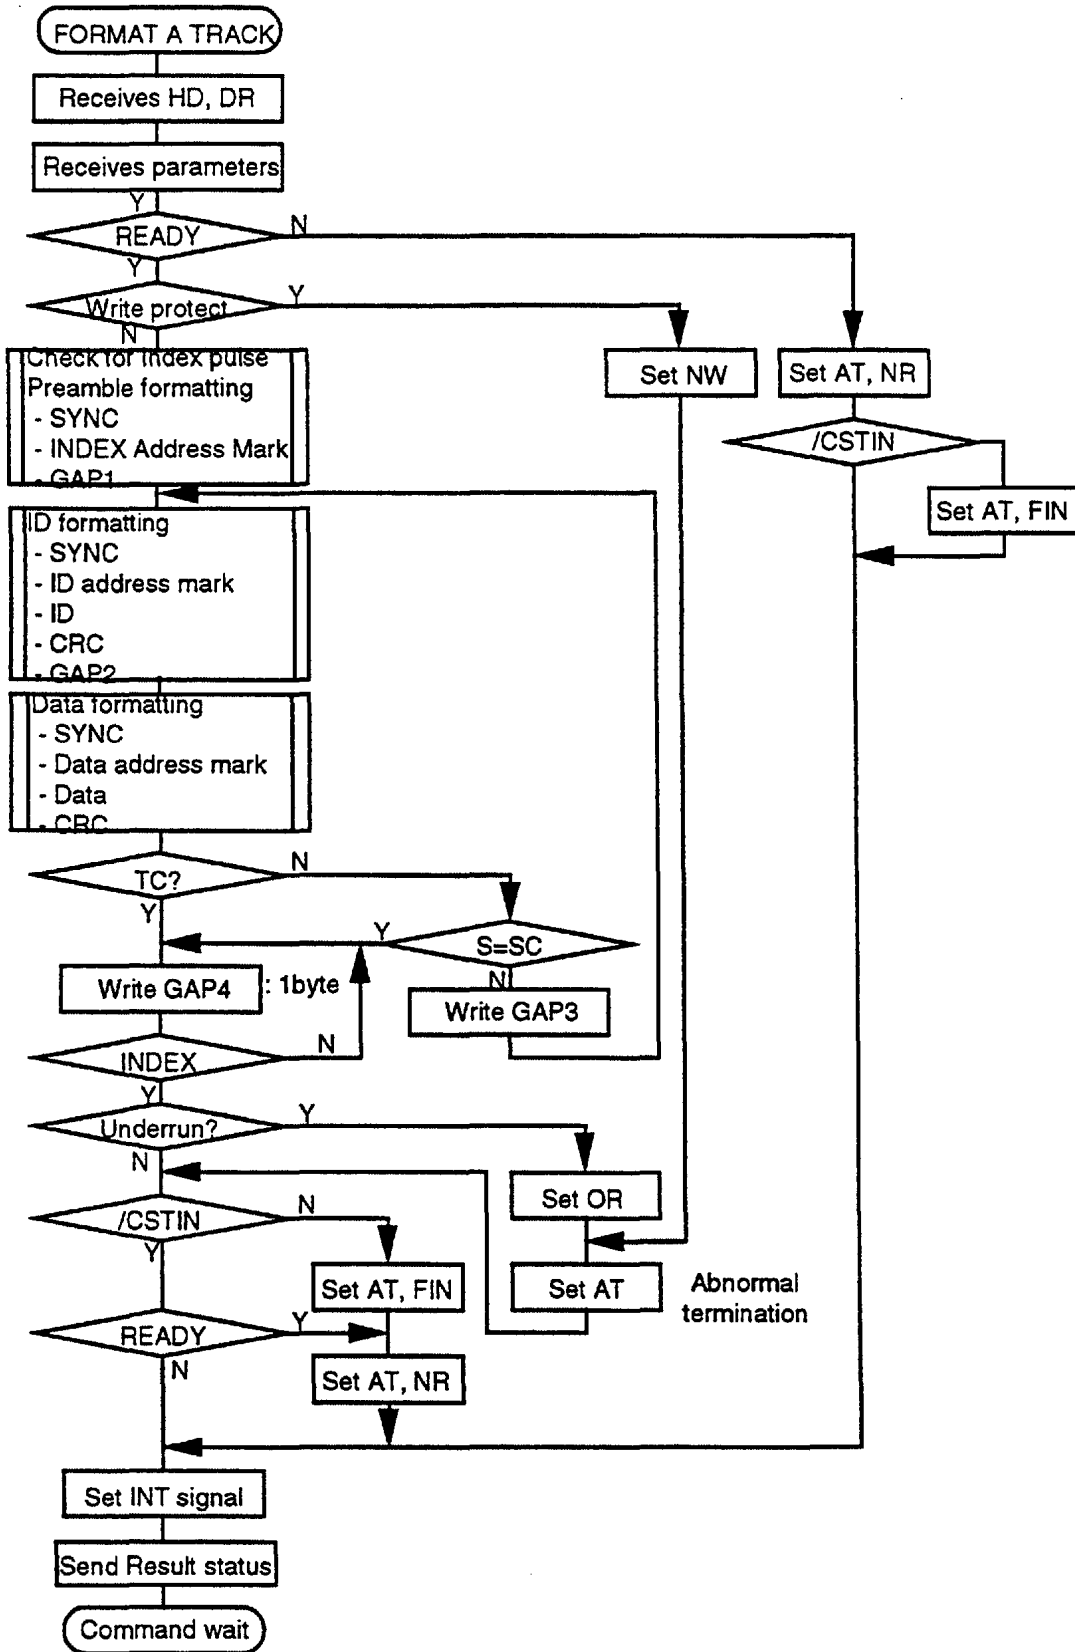 FORMAT A TRACK
Receives HD, DR
Receives parameters
Y
READY
N
Y
Write protect
Y
N
Check for Index pulse
Preamble formatting
- SYNC
- INDEX Address Mark
- GAP1
Set NW
Set AT, NR
/CSTIN
Set AT, FIN
ID formatting
- SYNC
- ID address mark
- ID
- CRC
- GAP2
Data formatting
- SYNC
- Data address mark
- Data
- CRC
TC?
N
Y
S=SC
Y
N
Write GAP4
: 1byte
Write GAP3
INDEX
N
Y
Underrun?
Y
N
Set OR
/CSTIN
N
Y
Set AT, FIN
Set AT
Abnormal
termination
READY
Y
N
Set AT, NR
Set INT signal
Send Result status
Command wait